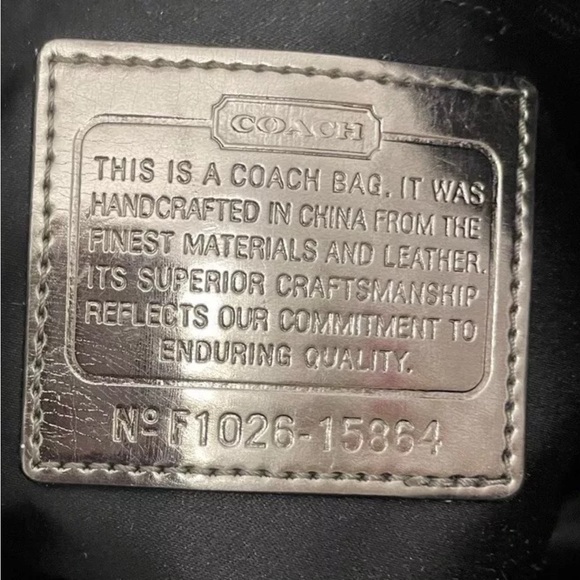 COACH
THIS IS A COACH BAG. IT WAS
HANDCRAFTED IN CHINA FROM THE
FINEST MATERIALS AND LEATHER.
ITS SUPERIOR CRAFTSMANSHIP
REFLECTS OUR COMMITMENT TO
ENDURING QUALITY.
Nº F1026-15864